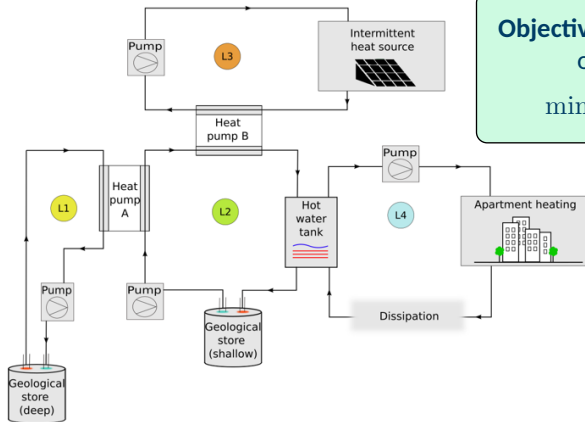 Pump
L3
Intermittent
heat source
Objectiv
min
Heat
pump B
Pump
L1
Heat
pump
A
L2
Hot
water
tank
L4
Apartment heating
Pump
Pump
Geological
store
(shallow)
Dissipation
Geological
store
(deep)